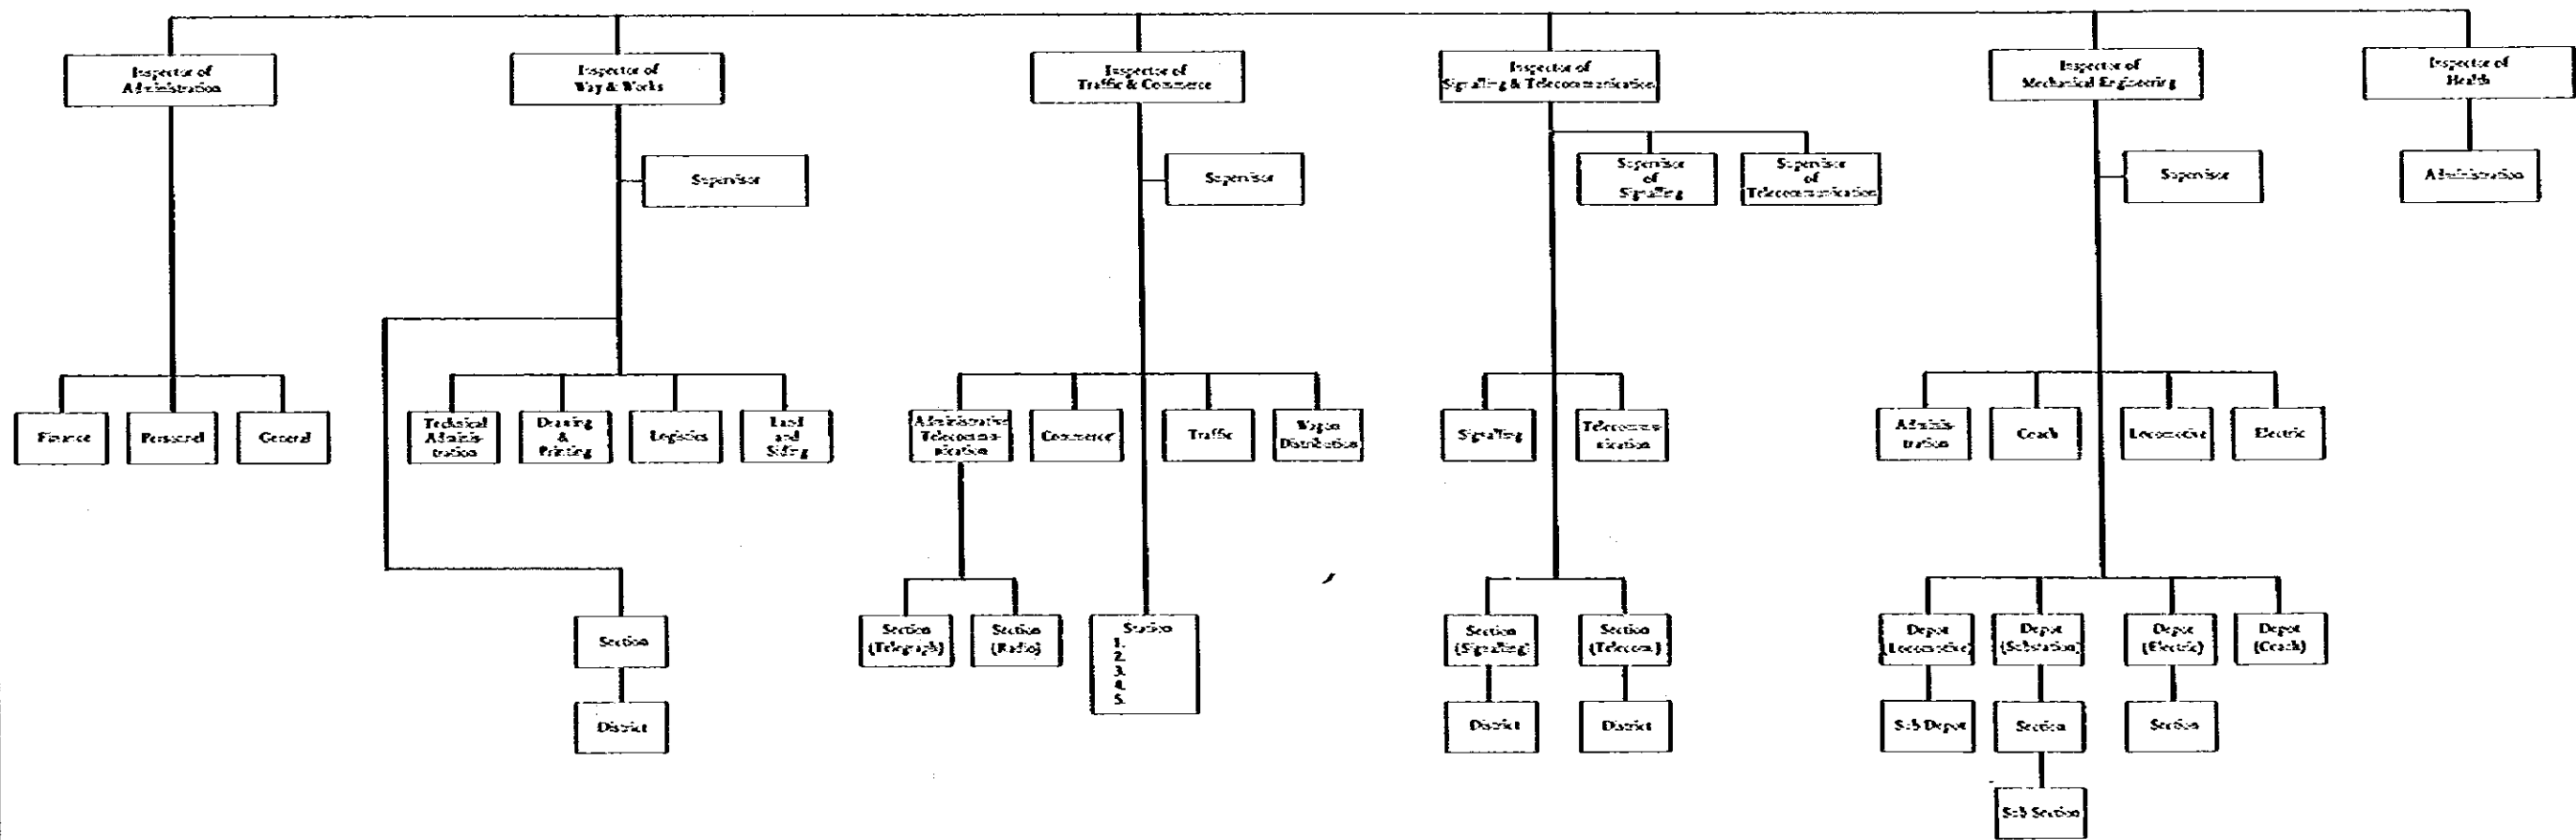 Inspector of
Administration
Inspector of
Way & Works
Inspector of
Traffic & Commerce
Inspector of
Signalling & Telecommunication
Inspector of
Mechanical Engineering
Inspector of
Health
Supervisor
Supervisor
Supervisor
of
Signalling
Supervisor
of
Telecommunication
Supervisor
Administration
Finance
Personnel
General
Technical
Adminis-
tration
Drawing
&
Printing
Logistics
Land
and
Siding
Administrative
Telecommu-
nication
Commerce
Traffic
Wagon
Distribution
Signalling
Telecommu-
nication
Adminis-
tration
Coach
Locomotive
Electric
Section
District
Section
(Telegraph)
Section
(Radio)
Station
1.
2.
3.
4.
5.
Section
(Signalling)
District
Section
(Telecom)
District
Depot
(Locomotive)
Sub Depot
Depot
(Substation)
Section
Sub Section
Depot
(Electric)
Section
Depot
(Coach)